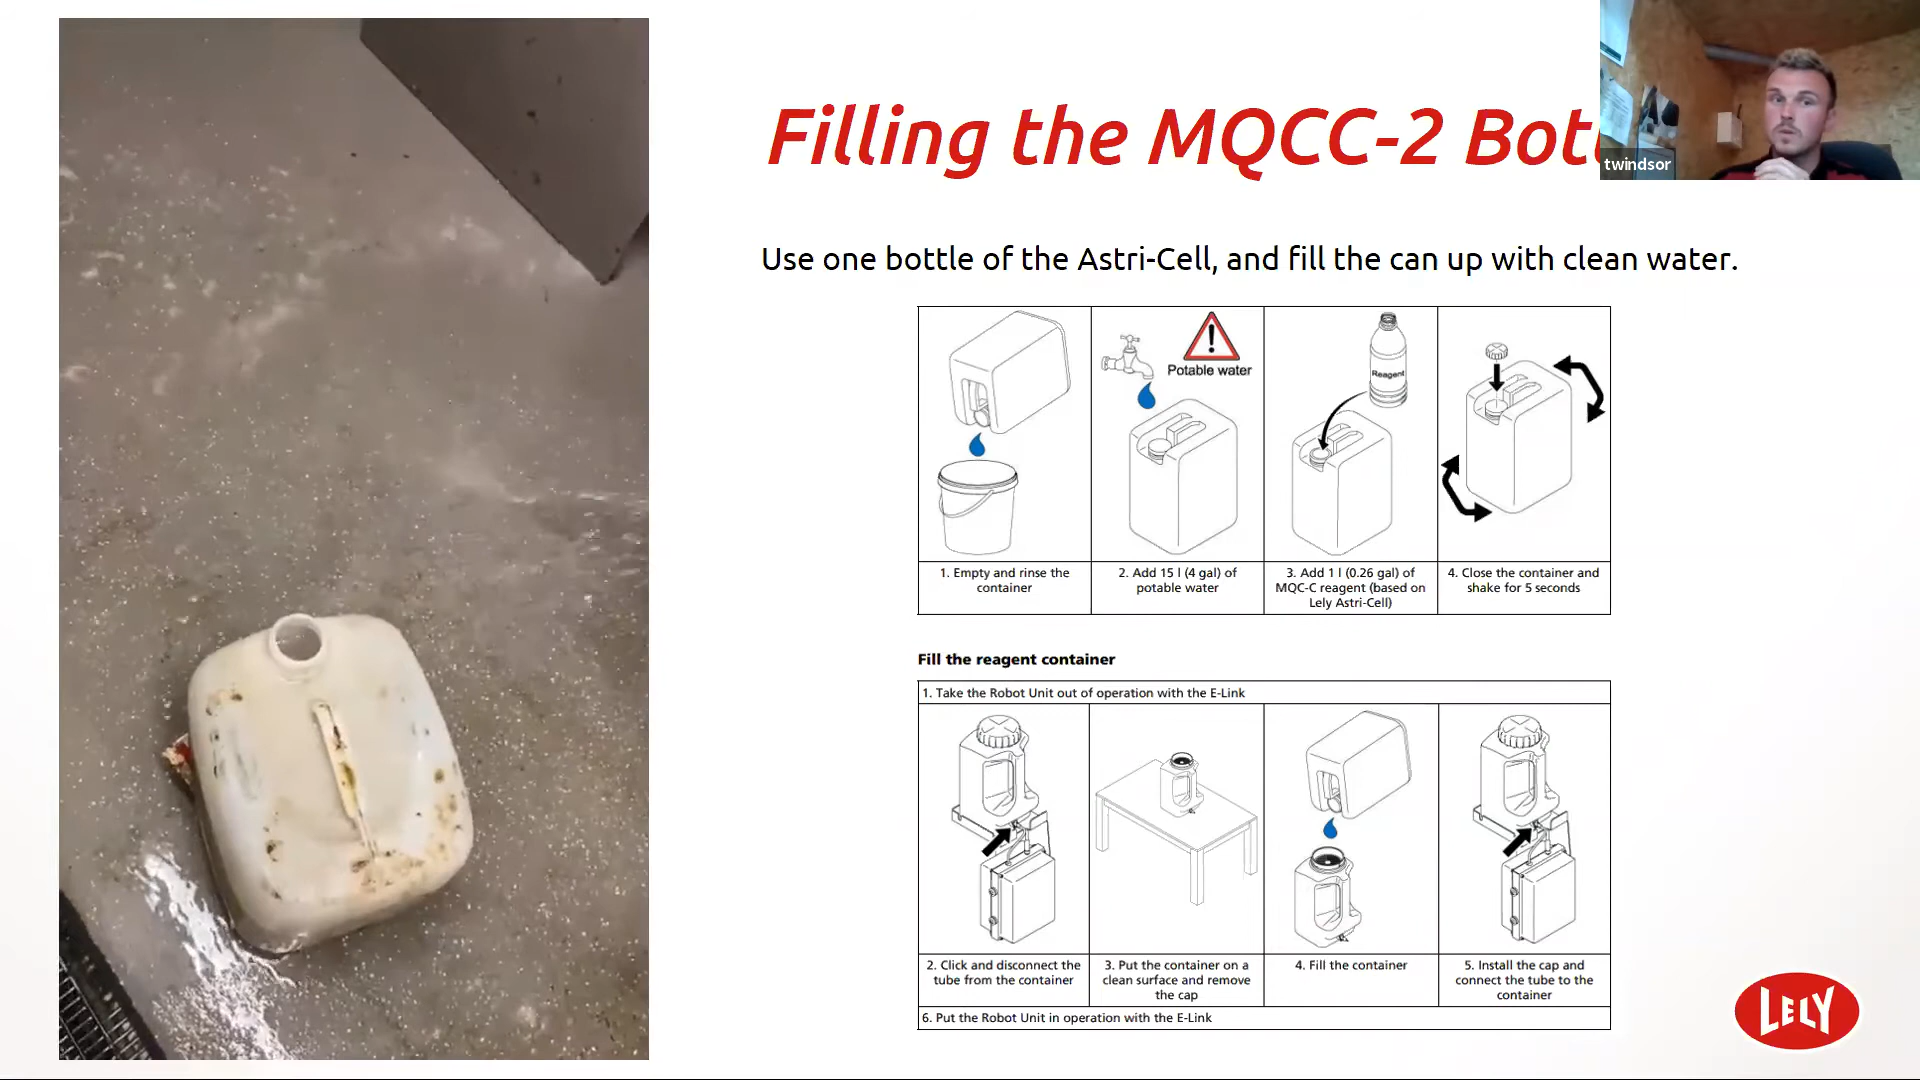 Filling the MQCC-2 Bot
twindsor
Use one bottle of the Astri-Cell, and fill the can up with clean water.
Potable water
Reagent
1. Empty and rinse the
container
2. Add 15 l (4 gal) of
potable water
3. Add 1 l (0.26 gal) of
MQC-C reagent (based on
Lely Astri-Cell)
4. Close the container and
shake for 5 seconds
Fill the reagent container
1. Take the Robot Unit out of operation with the E-Link
2. Click and disconnect the
tube from the container
3. Put the container on a
clean surface and remove
the cap
4. Fill the container
5. Install the cap and
connect the tube to the
container
6. Put the Robot Unit in operation with the E-Link
LELY